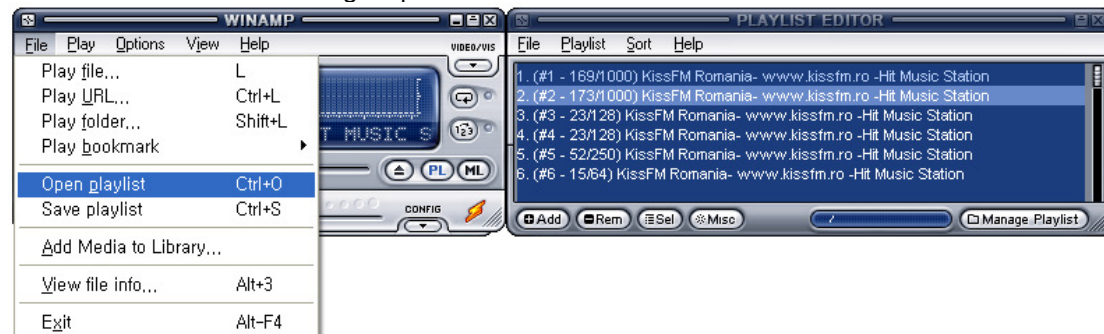 WINAMP
File Play Options View Help
VIDEO/VIS
Play file... L
Play URL... Ctrl+L
Play folder... Shift+L
Play bookmark
Open playlist Ctrl+O
Save playlist Ctrl+S
Add Media to Library...
View file info... Alt+3
Exit Alt-F4
T MUSIC S
PL ML
CONFIG
PLAYLIST EDITOR
File Playlist Sort Help
1. (#1 - 169/1000) KissFM Romania- www.kissfm.ro -Hit Music Station
2. (#2 - 173/1000) KissFM Romania- www.kissfm.ro -Hit Music Station
3. (#3 - 23/128) KissFM Romania- www.kissfm.ro -Hit Music Station
4. (#4 - 23/128) KissFM Romania- www.kissfm.ro -Hit Music Station
5. (#5 - 52/250) KissFM Romania- www.kissfm.ro -Hit Music Station
6. (#6 - 15/64) KissFM Romania- www.kissfm.ro -Hit Music Station
Add Rem Sel Misc Manage Playlist